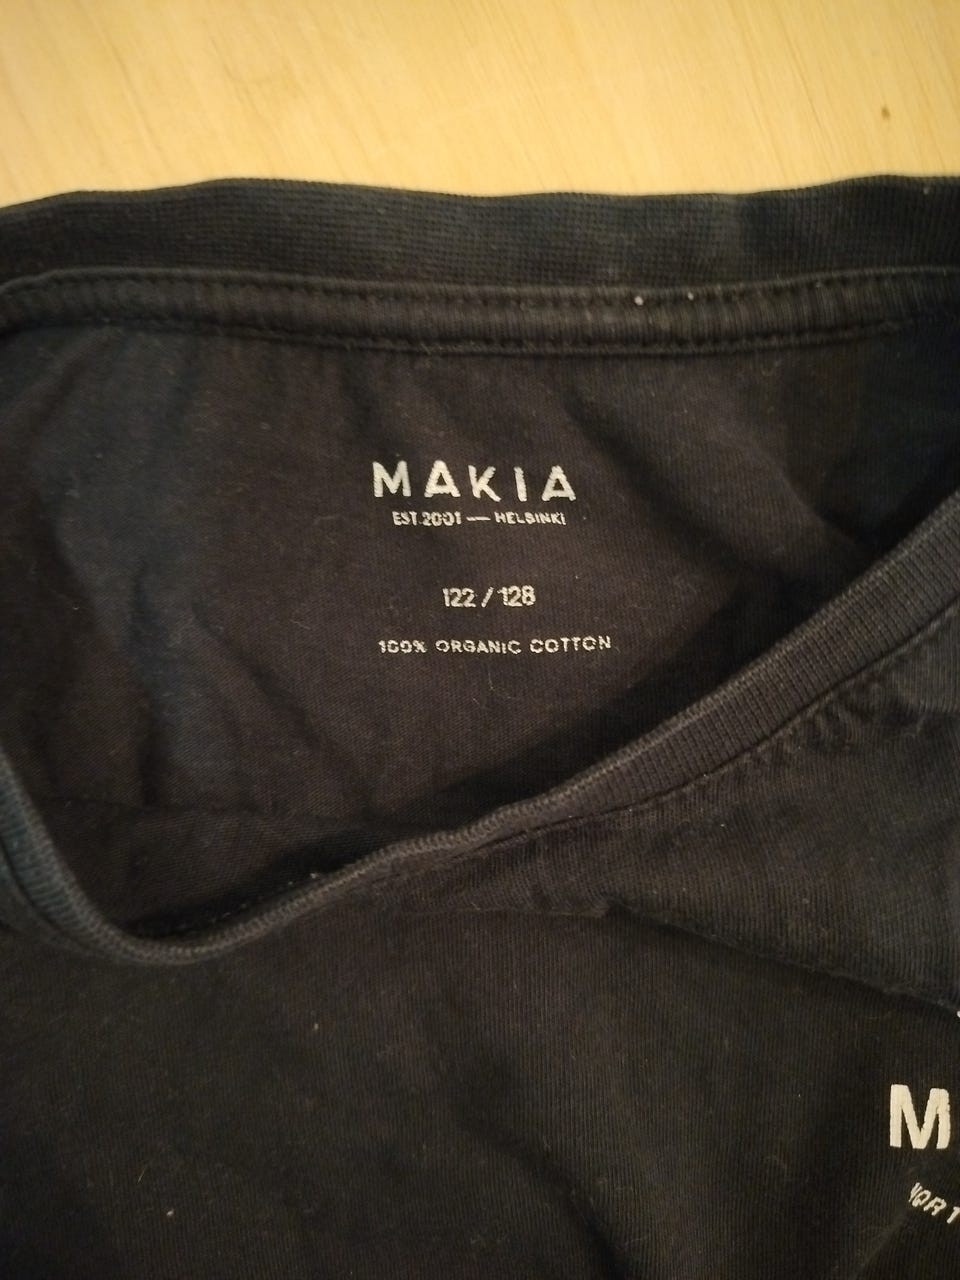 MAKIA
EST.2001 — HELSINKI
122 / 128
100% ORGANIC COTTON
M